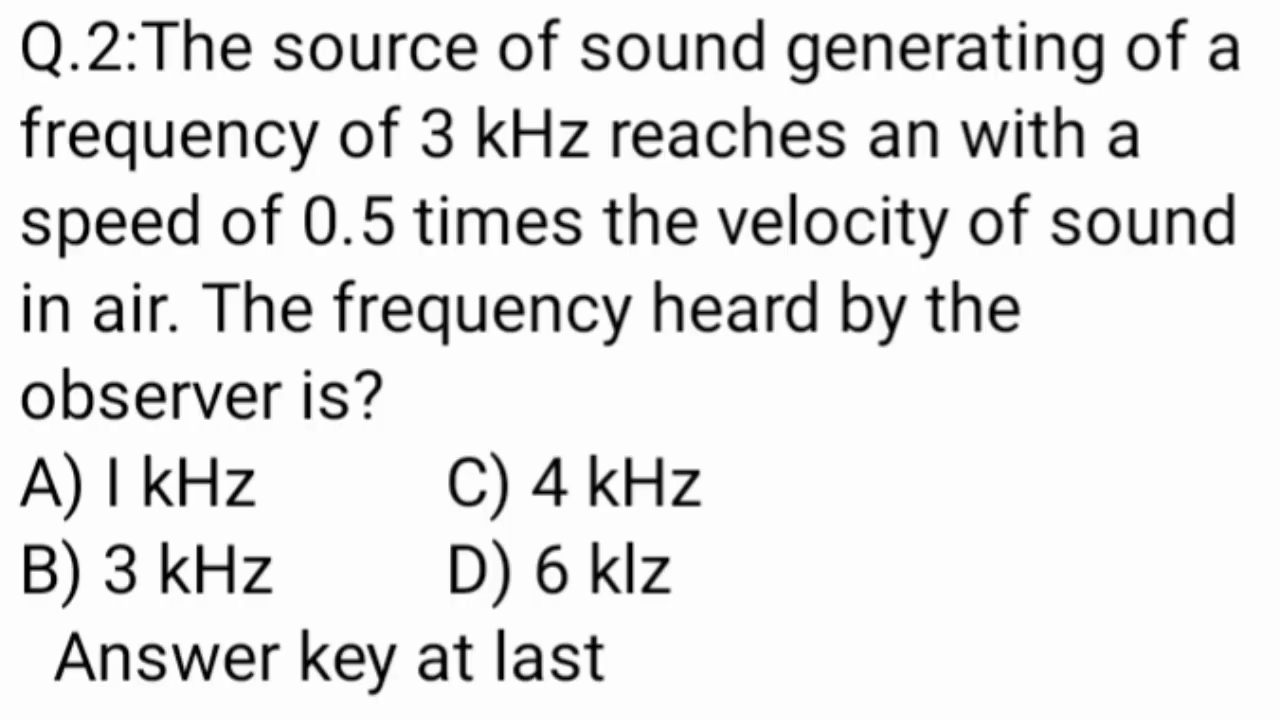 Q.2:The source of sound generating of a
frequency of 3 kHz reaches an with a
speed of 0.5 times the velocity of sound
in air. The frequency heard by the
observer is?
A) I kHz C) 4 kHz
B) 3 kHz D) 6 klz
Answer key at last